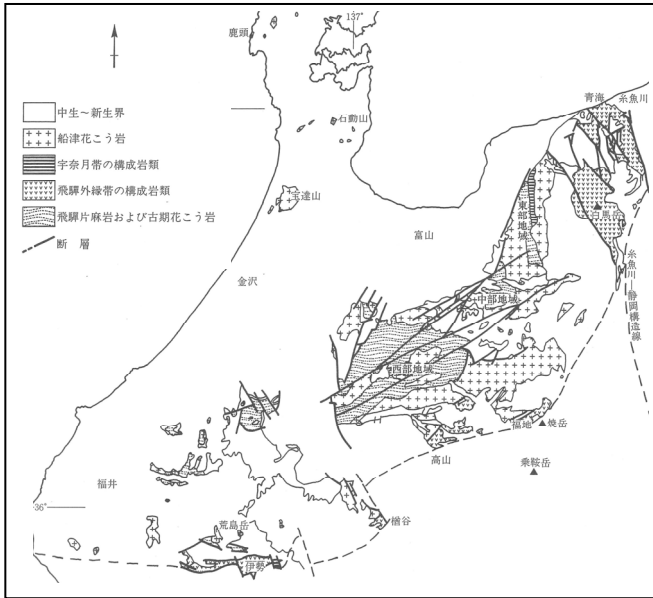 137°
鹿頭
石動山
青海
糸魚川
中生～新生界
船津花こう岩
宇奈月帯の構成岩類
飛騨外縁帯の構成岩類
飛騨片麻岩および古期花こう岩
断層
宝達山
富山
東部地域
白馬岳
金沢
中部地域
糸魚川―静岡構造線
西部地域
福地
焼岳
高山
乗鞍岳
福井
36°
楢谷
荒島岳
伊勢